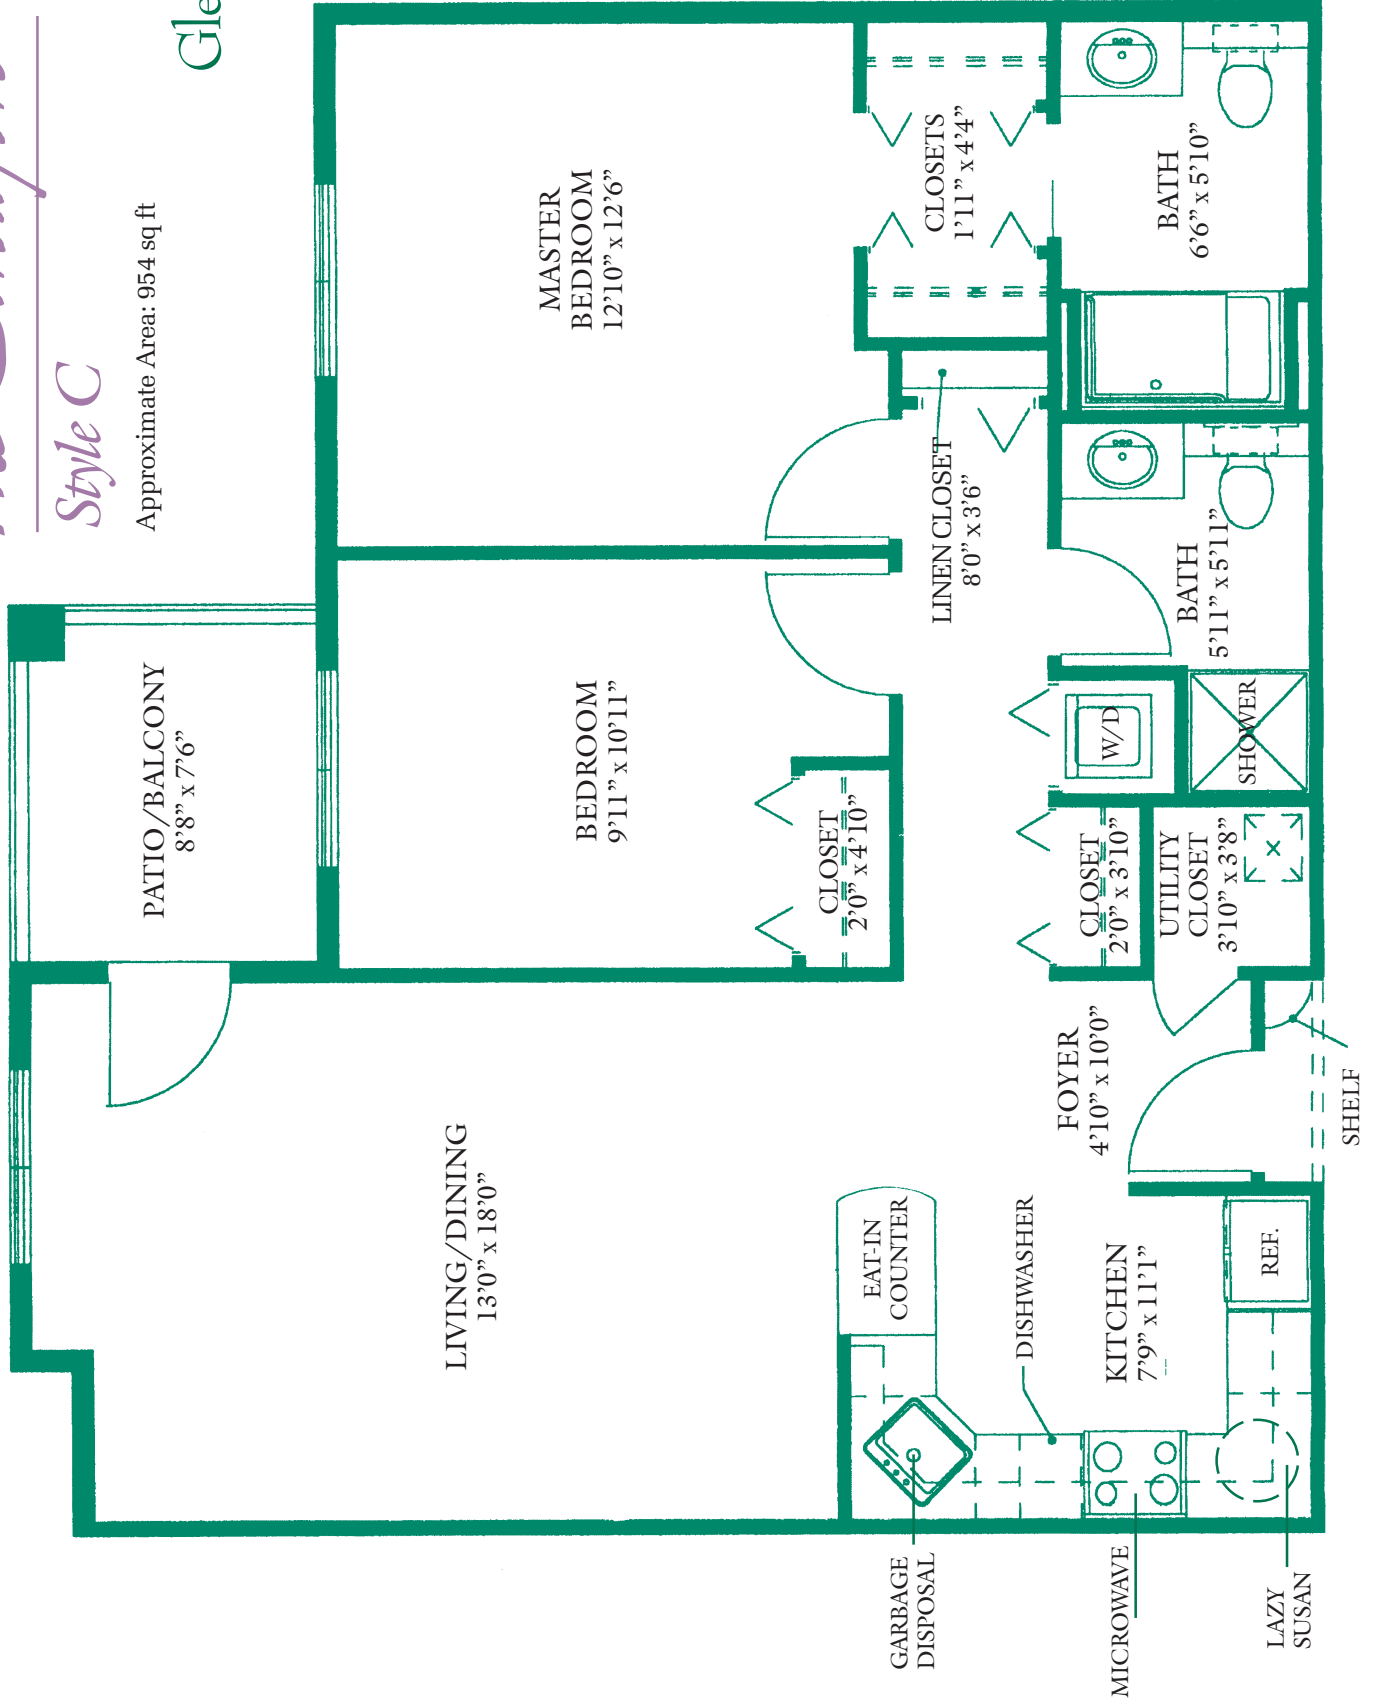 Style C
Approximate Area: 954 sq ft
PATIO/BALCONY
8’8” x 7’6”
LIVING/DINING
13’0” x 18’0”
BEDROOM
9’11” x 10’11”
MASTER
BEDROOM
12’10” x 12’6”
CLOSET
2’0” x 4’10”
CLOSETS
1’11” x 4’4”
LINEN CLOSET
8’0” x 3’6”
EAT-IN
COUNTER
DISHWASHER
FOYER
4’10” x 10’0”
CLOSET
2’0” x 3’10”
W/D
KITCHEN
7’9” x 11’1”
UTILITY
CLOSET
3’10” x 3’8”
SHOWER
BATH
5’11” x 5’11”
BATH
6’6” x 5’10”
REF.
GARBAGE
DISPOSAL
MICROWAVE
LAZY
SUSAN
SHELF